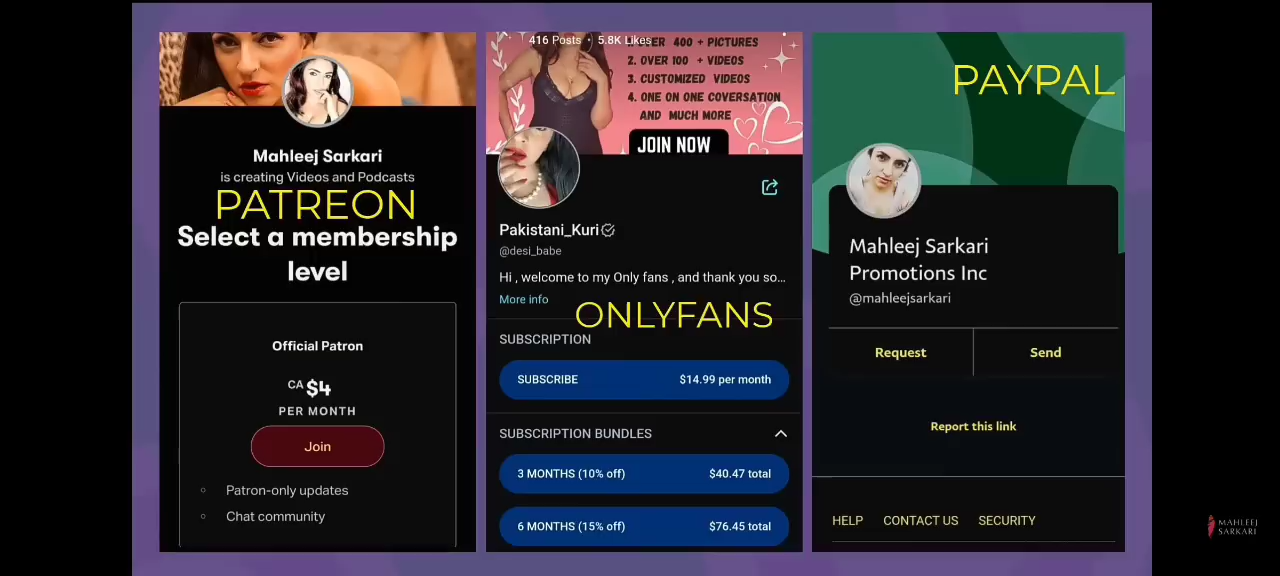 Mahleej Sarkari
is creating Videos and Podcasts
PATREON
Select a membership
level
Official Patron
CA $4
PER MONTH
Join
Patron-only updates
Chat community
416 Posts • 5.8K Likes
400 + PICTURES
2. OVER 100 + VIDEOS
3. CUSTOMIZED VIDEOS
4. ONE ON ONE COVERSATION
AND MUCH MORE
JOIN NOW
Pakistani_Kuri
@desi_babe
Hi , welcome to my Only fans , and thank you so...
More info
ONLYFANS
SUBSCRIPTION
SUBSCRIBE $14.99 per month
SUBSCRIPTION BUNDLES
3 MONTHS (10% off) $40.47 total
6 MONTHS (15% off) $76.45 total
PAYPAL
Mahleej Sarkari
Promotions Inc
@mahleejsarkari
Request Send
Report this link
HELP CONTACT US SECURITY
MAHLEEJ
SARKARI